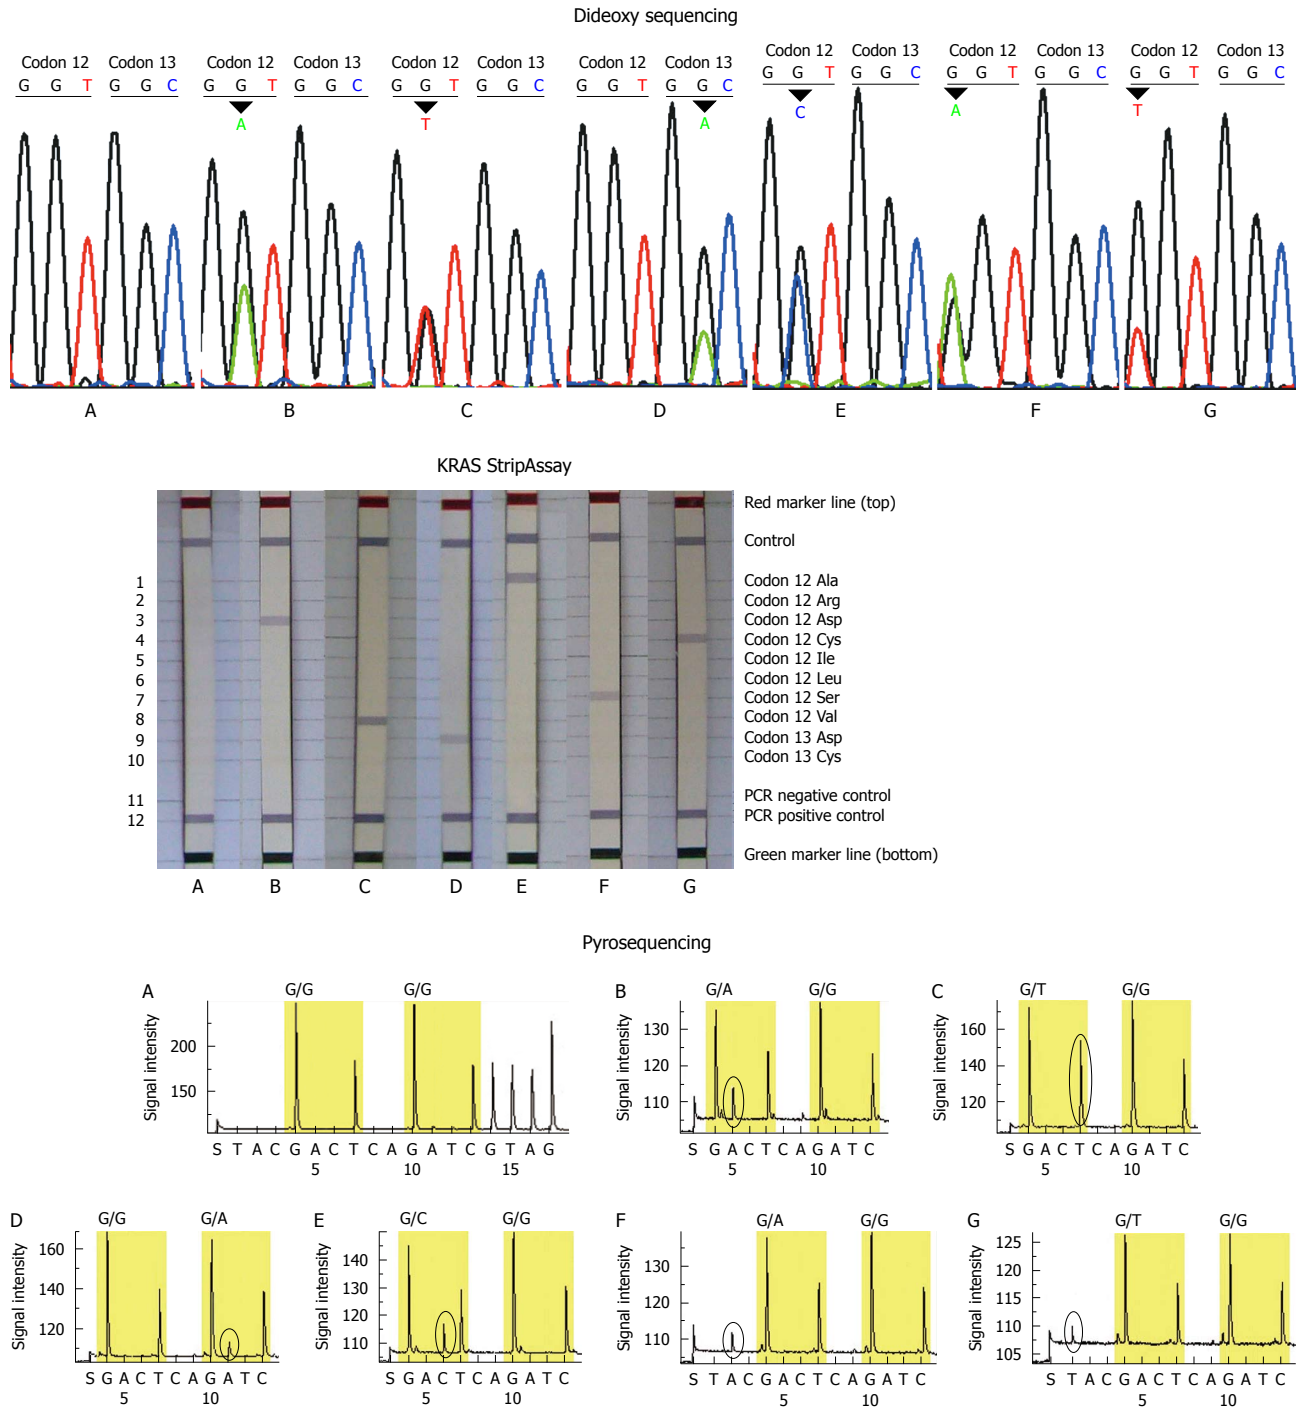 Dideoxy sequencing
Codon 12 Codon 13 Codon 12 Codon 13 Codon 12 Codon 13 Codon 12 Codon 13 Codon 12 Codon 13 Codon 12 Codon 13 Codon 12 Codon 13
G G T G G C G G T G G C G G T G G C G G T G G C G G T G G C G G T G G C G G T G G C
A T A C A T
A B C D E F G
KRAS StripAssay
Red marker line (top)
Control
1 Codon 12 Ala
2 Codon 12 Arg
3 Codon 12 Asp
4 Codon 12 Cys
5 Codon 12 Ile
6 Codon 12 Leu
7 Codon 12 Ser
8 Codon 12 Val
9 Codon 13 Asp
10 Codon 13 Cys
11 PCR negative control
12 PCR positive control
Green marker line (bottom)
A B C D E F G
Pyrosequencing
A
G/G G/G
Signal intensity
200
150
S T A C G A C T C A G A T C G T A G
5 10 15
B
G/A G/G
Signal intensity
130
120
110
S G A C T C A G A T C
5 10
C
G/T G/G
Signal intensity
160
140
120
S G A C T C A G A T C
5 10
D
G/G G/A
Signal intensity
160
140
120
S G A C T C A G A T C
5 10
E
G/C G/G
Signal intensity
140
130
120
110
S G A C T C A G A T C
5 10
F
G/A G/G
Signal intensity
130
120
110
S T A C G A C T C A G A T C
5 10
G
G/T G/G
Signal intensity
125
120
115
110
105
103
S T A C G A C T C A G A T C
5 10